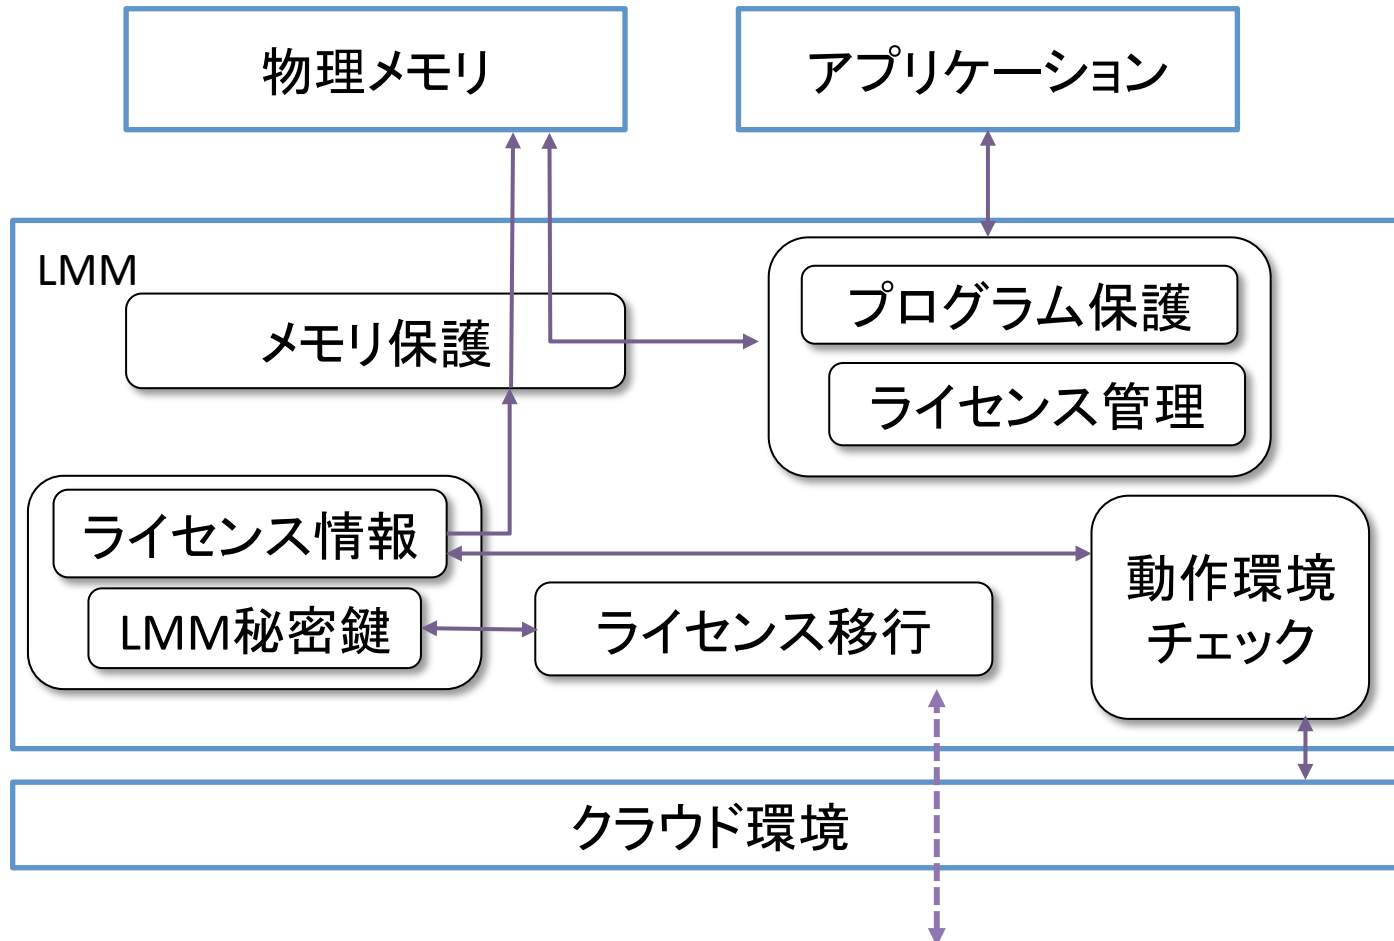 物理メモリ
アプリケーション
LMM
メモリ保護
プログラム保護
ライセンス管理
ライセンス情報
LMM秘密鍵
ライセンス移行
動作環境
チェック
クラウド環境